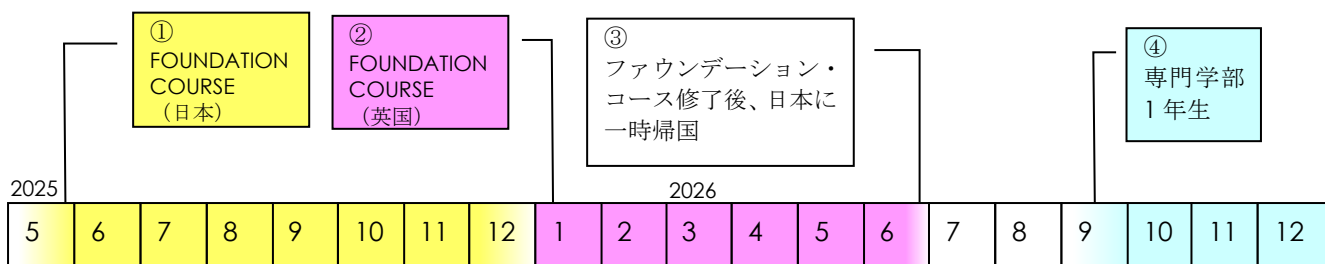 ①
FOUNDATION
COURSE
（日本）
②
FOUNDATION
COURSE
（英国）
③
ファウンデーション・
コース修了後、日本に
一時帰国
④
専門学部
1 年生
2025
2026
5 6 7 8 9 10 11 12 1 2 3 4 5 6 7 8 9 10 11 12